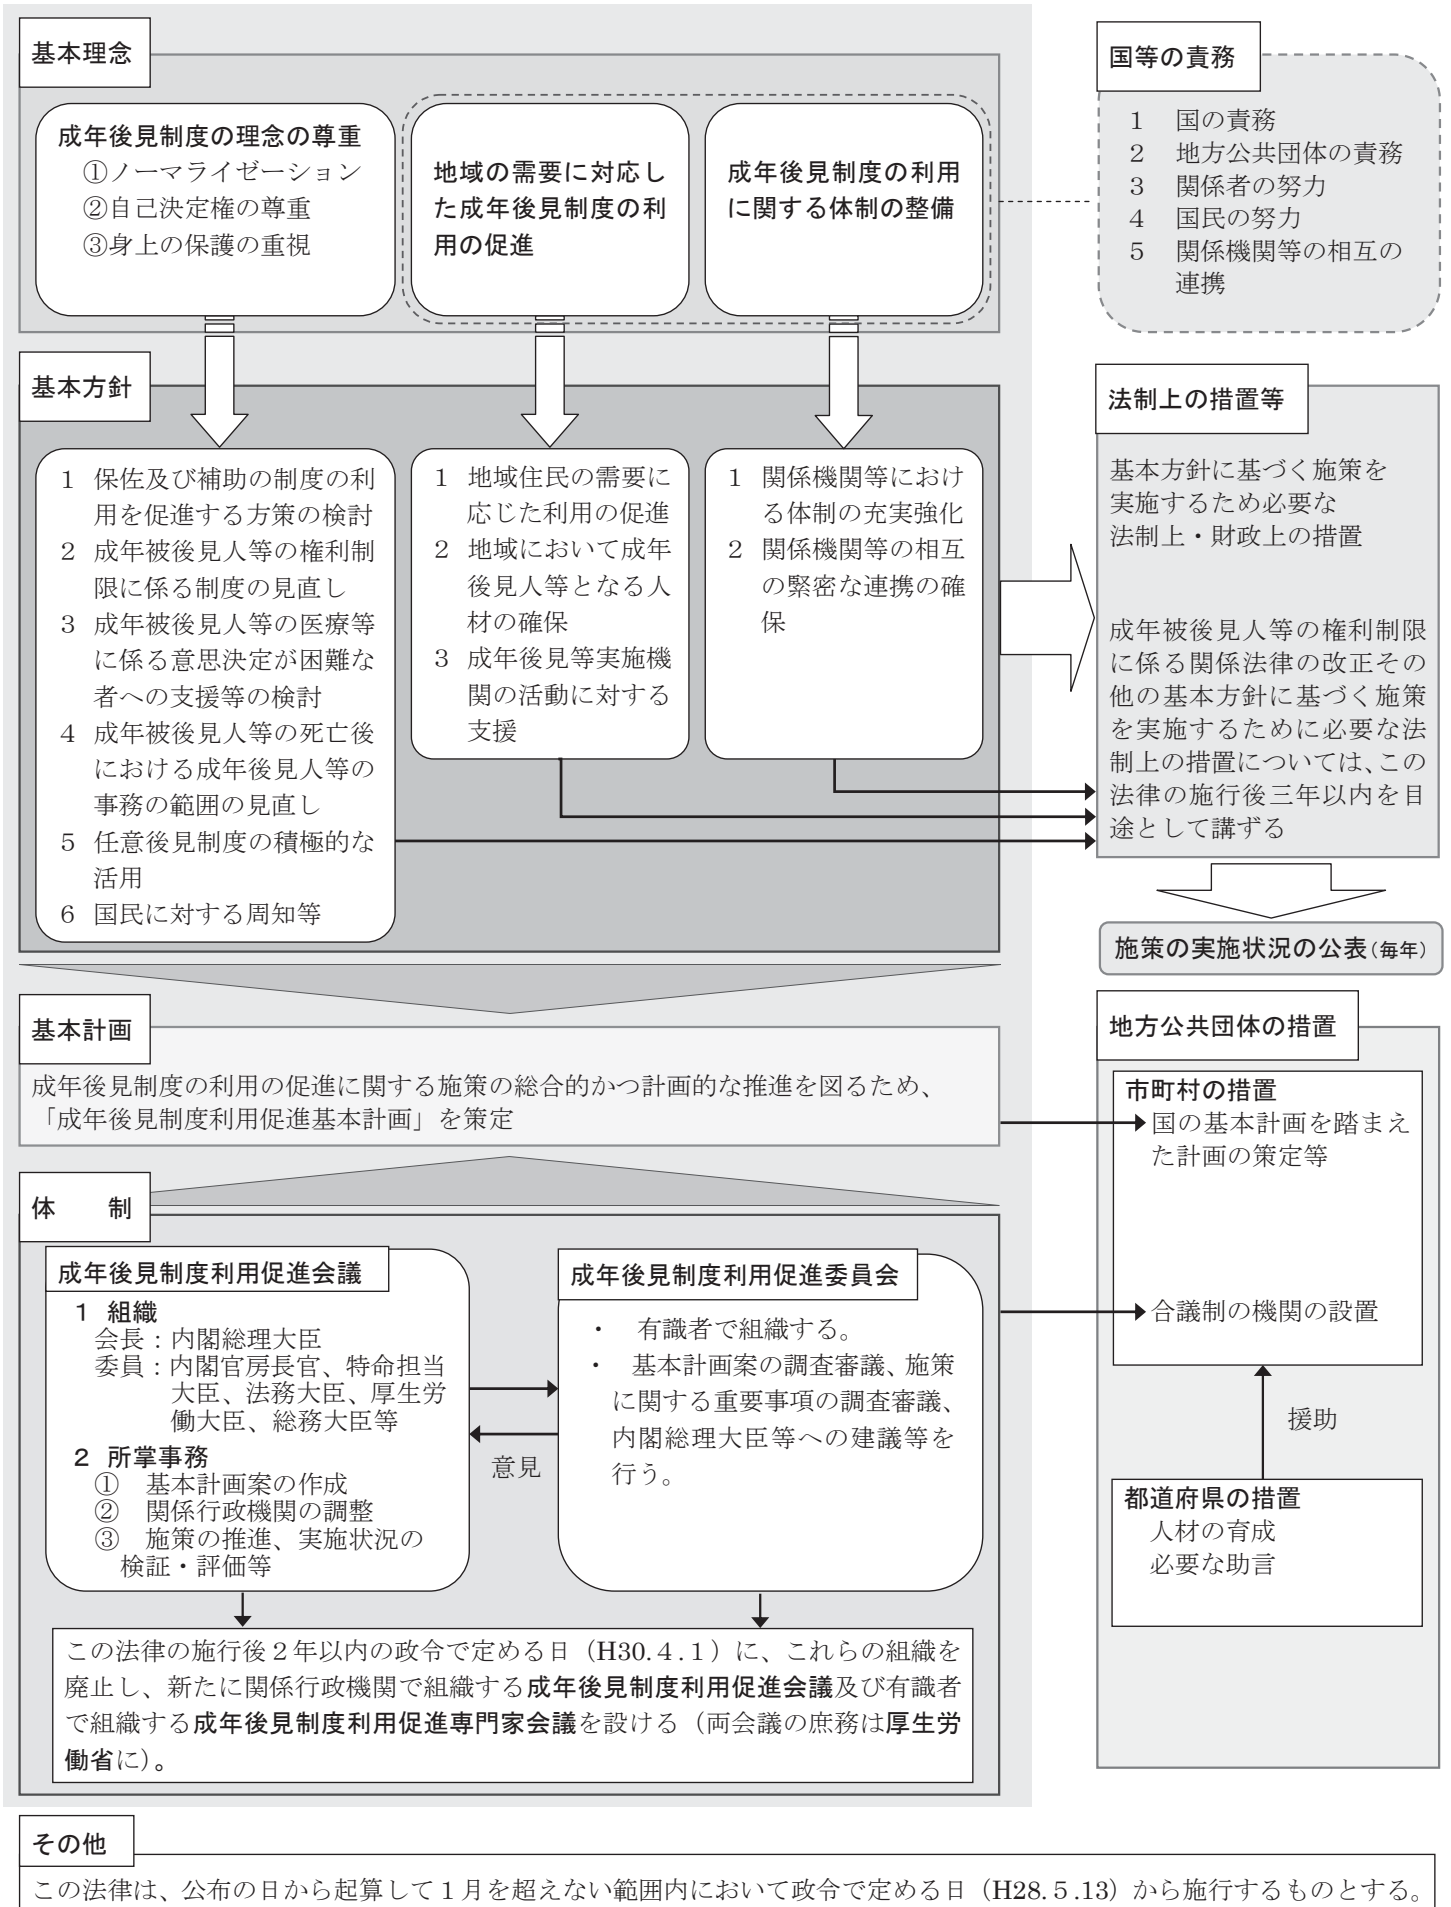 基本理念
成年後見制度の理念の尊重
①ノーマライゼーション
②自己決定権の尊重
③身上の保護の重視
地域の需要に対応し
た成年後見制度の利
用の促進
成年後見制度の利用
に関する体制の整備
国等の責務
1 国の責務
2 地方公共団体の責務
3 関係者の努力
4 国民の努力
5 関係機関等の相互の
連携
基本方針
1 保佐及び補助の制度の利
用を促進する方策の検討
2 成年被後見人等の権利制
限に係る制度の見直し
3 成年被後見人等の医療等
に係る意思決定が困難な
者への支援等の検討
4 成年被後見人等の死亡後
における成年後見人等の
事務の範囲の見直し
5 任意後見制度の積極的な
活用
6 国民に対する周知等
1 地域住民の需要に
応じた利用の促進
2 地域において成年
後見人等となる人
材の確保
3 成年後見等実施機
関の活動に対する
支援
1 関係機関等におけ
る体制の充実強化
2 関係機関等の相互
の緊密な連携の確
保
法制上の措置等
基本方針に基づく施策を
実施するため必要な
法制上・財政上の措置
成年被後見人等の権利制限
に係る関係法律の改正その
他の基本方針に基づく施策
を実施するために必要な法
制上の措置については、この
法律の施行後三年以内を目
途として講ずる
施策の実施状況の公表(毎年)
基本計画
成年後見制度の利用の促進に関する施策の総合的かつ計画的な推進を図るため、
「成年後見制度利用促進基本計画」を策定
地方公共団体の措置
市町村の措置
国の基本計画を踏まえ
た計画の策定等
合議制の機関の設置
援助
都道府県の措置
人材の育成
必要な助言
体 制
成年後見制度利用促進会議
1 組織
会長:内閣総理大臣
委員:内閣官房長官、特命担当
大臣、法務大臣、厚生労
働大臣、総務大臣等
2 所掌事務
① 基本計画案の作成
② 関係行政機関の調整
③ 施策の推進、実施状況の
検証・評価等
意見
成年後見制度利用促進委員会
・ 有識者で組織する。
・ 基本計画案の調査審議、施策
に関する重要事項の調査審議、
内閣総理大臣等への建議等を
行う。
この法律の施行後2年以内の政令で定める日(H30.4.1)に、これらの組織を
廃止し、新たに関係行政機関で組織する成年後見制度利用促進会議及び有識者
で組織する成年後見制度利用促進専門家会議を設ける(両会議の庶務は厚生労
働省に)。
その他
この法律は、公布の日から起算して1月を超えない範囲内において政令で定める日(H28.5.13)から施行するものとする。